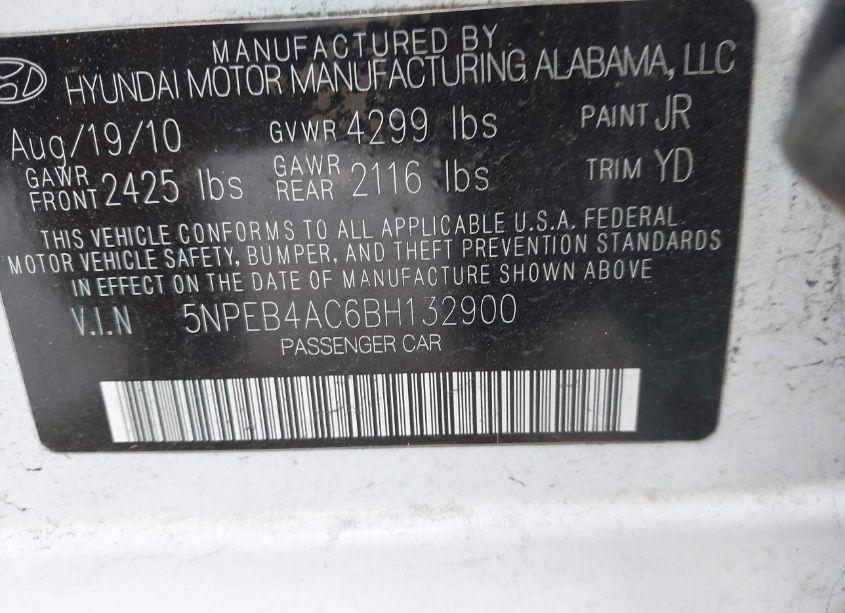 MANUFACTURED BY
HYUNDAI MOTOR MANUFACTURING ALABAMA, LLC
Aug/19/10 GVWR 4299 lbs PAINT JR
GAWR FRONT 2425 lbs GAWR REAR 2116 lbs TRIM YD
THIS VEHICLE CONFORMS TO ALL APPLICABLE U.S.A. FEDERAL
MOTOR VEHICLE SAFETY, BUMPER, AND THEFT PREVENTION STANDARDS
IN EFFECT ON THE DATE OF MANUFACTURE SHOWN ABOVE
V.I.N 5NPEB4AC6BH132900
PASSENGER CAR